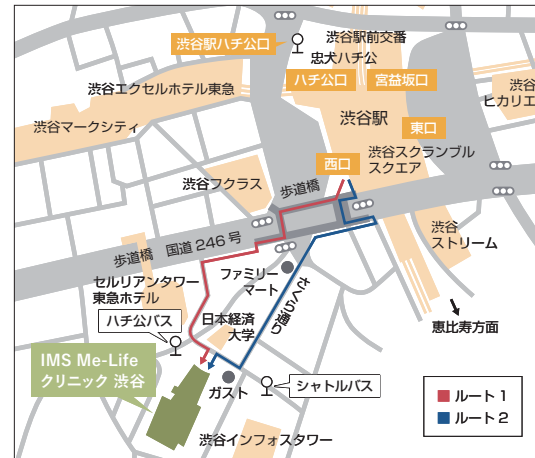 渋谷駅ハチ公口
渋谷駅前交番
忠犬ハチ公
ハチ公口
宮益坂口
渋谷エクセルホテル東急
渋谷
ヒカリエ
渋谷マークシティ
渋谷駅
東口
渋谷スクランブル
スクエア
西口
渋谷フクラス
歩道橋
歩道橋
国道246号
渋谷
ストリーム
セルリアンタワー
東急ホテル
ファミリー
マート
さくら通り
ハチ公バス
日本経済
大学
恵比寿方面
IMS Me-Life
クリニック 渋谷
ガスト
シャトルバス
ルート1
ルート2
渋谷インフォスタワー